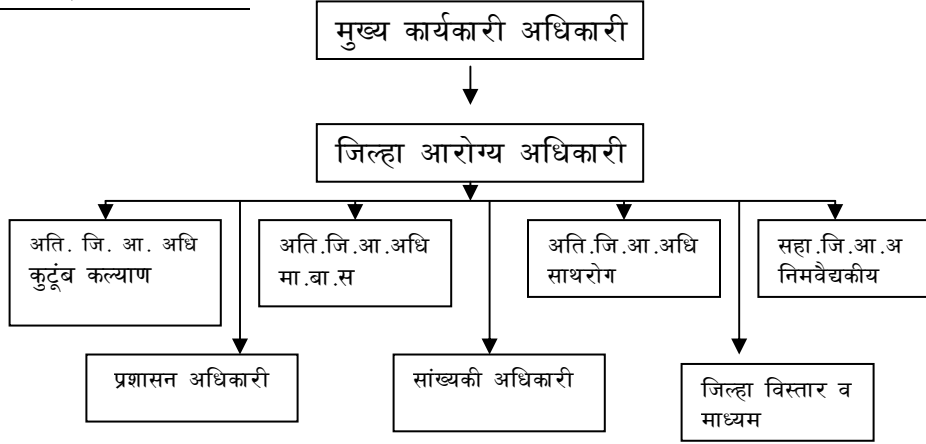 मुख्य कार्यकारी अधिकारी
जिल्हा आरोग्य अधिकारी
अति. जि. आ. अधि
कुटूंब कल्याण
अति.जि.आ.अधि
मा.बा.स
अति.जि.आ.अधि
साथरोग
सहा.जि.आ.अ
निमवैद्यकीय
प्रशासन अधिकारी
सांख्यकी अधिकारी
जिल्हा विस्तार व
माध्यम